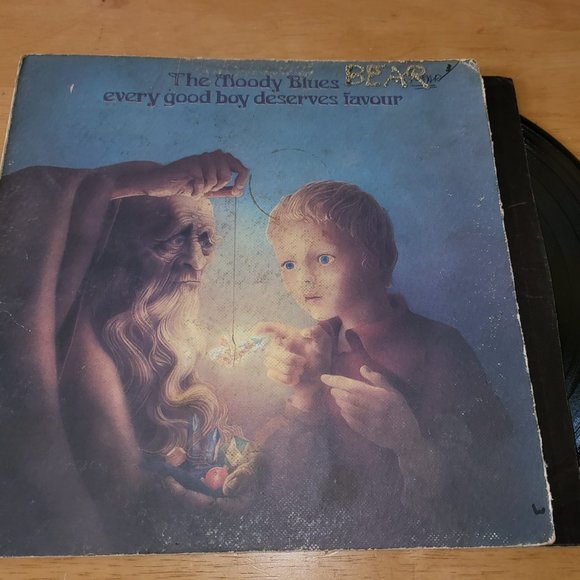 The Moody Blues BEAR
every good boy deserves favour